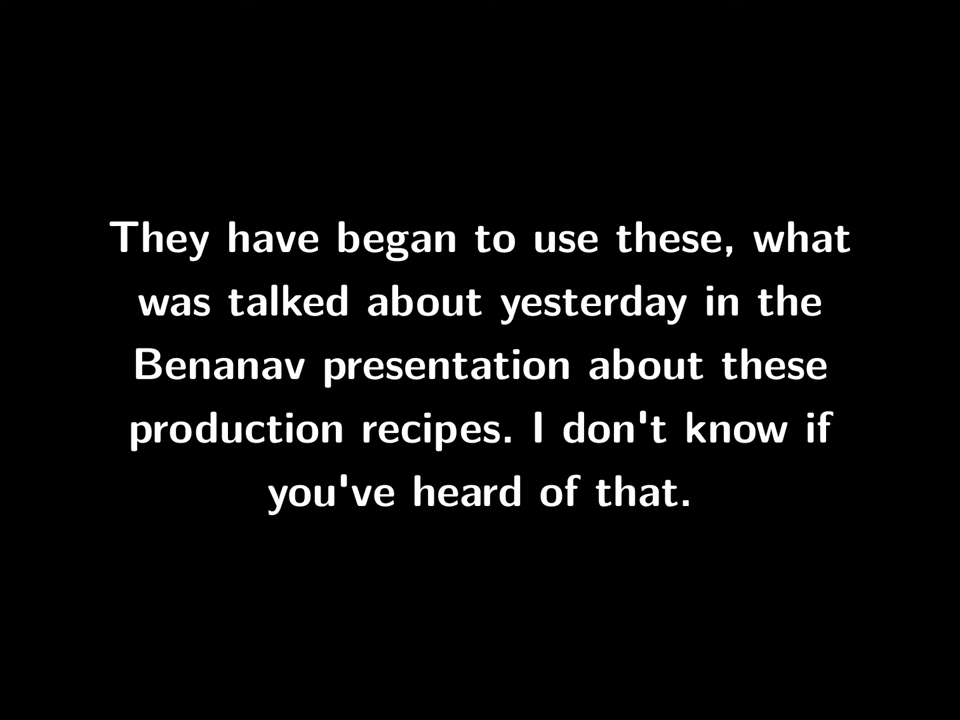 They have began to use these, what
was talked about yesterday in the
Benanav presentation about these
production recipes. I don't know if
you've heard of that.